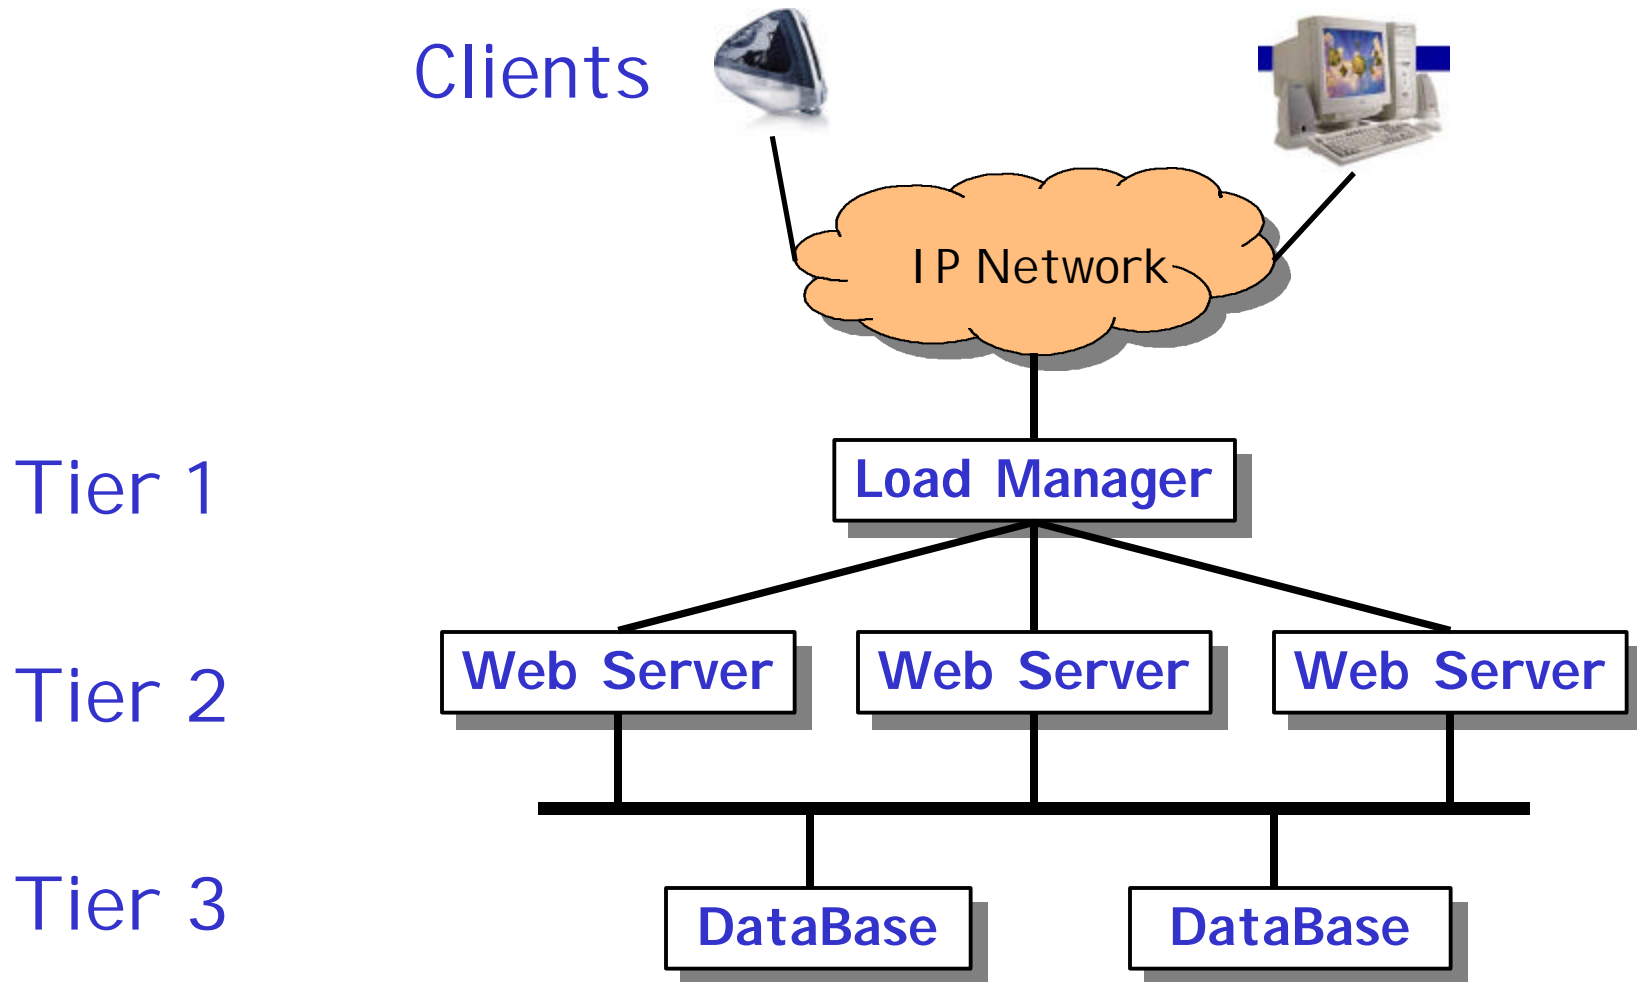 Clients
IP Network
Tier 1
Load Manager
Tier 2
Web Server
Web Server
Web Server
Tier 3
DataBase
DataBase